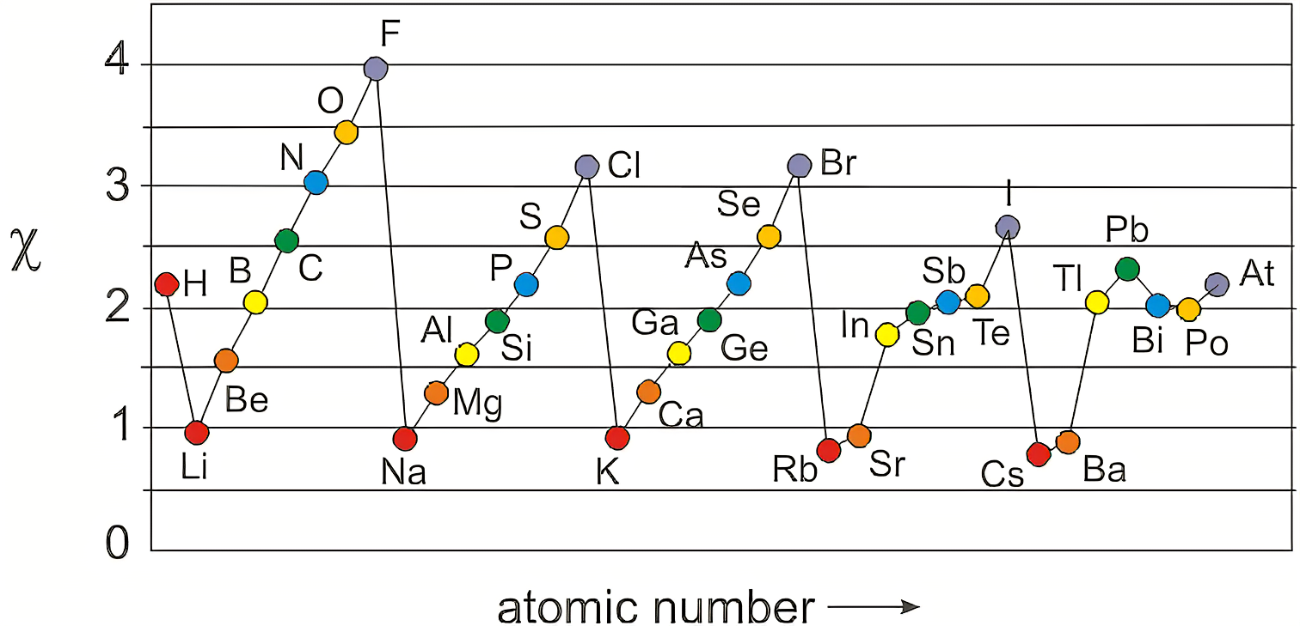 F
4
O
N
3
Cl
Br
Se
S
I
χ
H
B
C
P
As
Sb
Pb
Tl
At
2
Al
Si
Ga
Ge
In
Sn
Te
Bi
Po
Be
Mg
Ca
1
Li
Na
K
Rb
Sr
Cs
Ba
0
atomic number